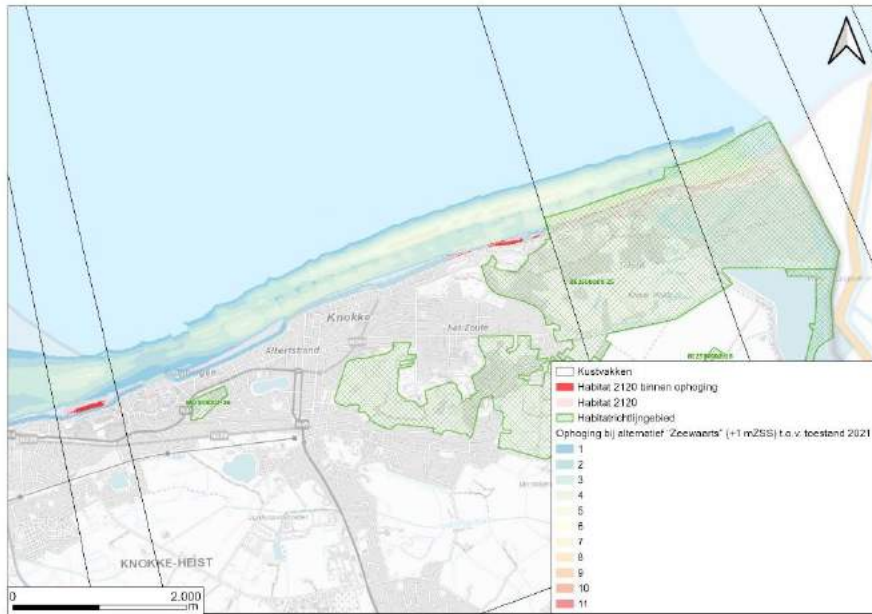 Knokke
Het Zoute
Albertstrand
KNOKKE-HEIST
0
2.000
m
Kustvakken
Habitat 2120 binnen ophoging
Habitat 2120
Habitatrichtlijngebied
Ophoging bij alternatief "Zeewaarts" (+1 mZSS) t.o.v. toestand 2021
1
2
3
4
5
6
7
8
9
10
11